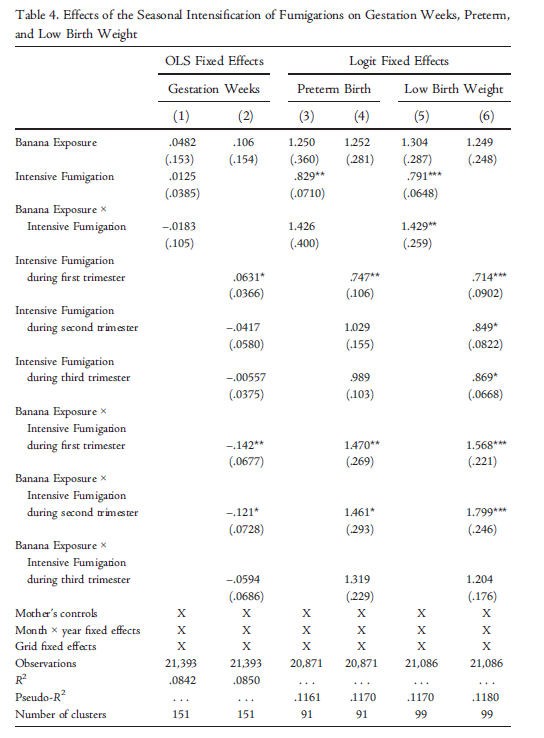 Table 4. Effects of the Seasonal Intensification of Fumigations on Gestation Weeks, Preterm,
and Low Birth Weight
OLS Fixed Effects Logit Fixed Effects
Gestation Weeks Preterm Birth Low Birth Weight
(1) (2) (3) (4) (5) (6)
Banana Exposure .0482 .106 1.250 1.252 1.304 1.249
(.153) (.154) (.360) (.281) (.287) (.248)
Intensive Fumigation .0125 .829** .791***
(.0385) (.0710) (.0648)
Banana Exposure ×
Intensive Fumigation −.0183 1.426 1.429**
(.105) (.400) (.259)
Intensive Fumigation
during first trimester .0631* .747** .714***
(.0366) (.106) (.0902)
Intensive Fumigation
during second trimester −.0417 1.029 .849*
(.0580) (.155) (.0822)
Intensive Fumigation
during third trimester −.00557 .989 .869*
(.0375) (.103) (.0668)
Banana Exposure ×
Intensive Fumigation
during first trimester −.142** 1.470** 1.568***
(.0677) (.269) (.221)
Banana Exposure ×
Intensive Fumigation
during second trimester −.121* 1.461* 1.799***
(.0728) (.293) (.246)
Banana Exposure ×
Intensive Fumigation
during third trimester −.0594 1.319 1.204
(.0686) (.229) (.176)
Mother's controls X X X X X X
Month × year fixed effects X X X X X X
Grid fixed effects X X X X X X
Observations 21,393 21,393 20,871 20,871 21,086 21,086
R² .0842 .0850 . . . . . . . . . . . .
Pseudo-R² . . . . . . .1161 .1170 .1170 .1180
Number of clusters 151 151 91 91 99 99